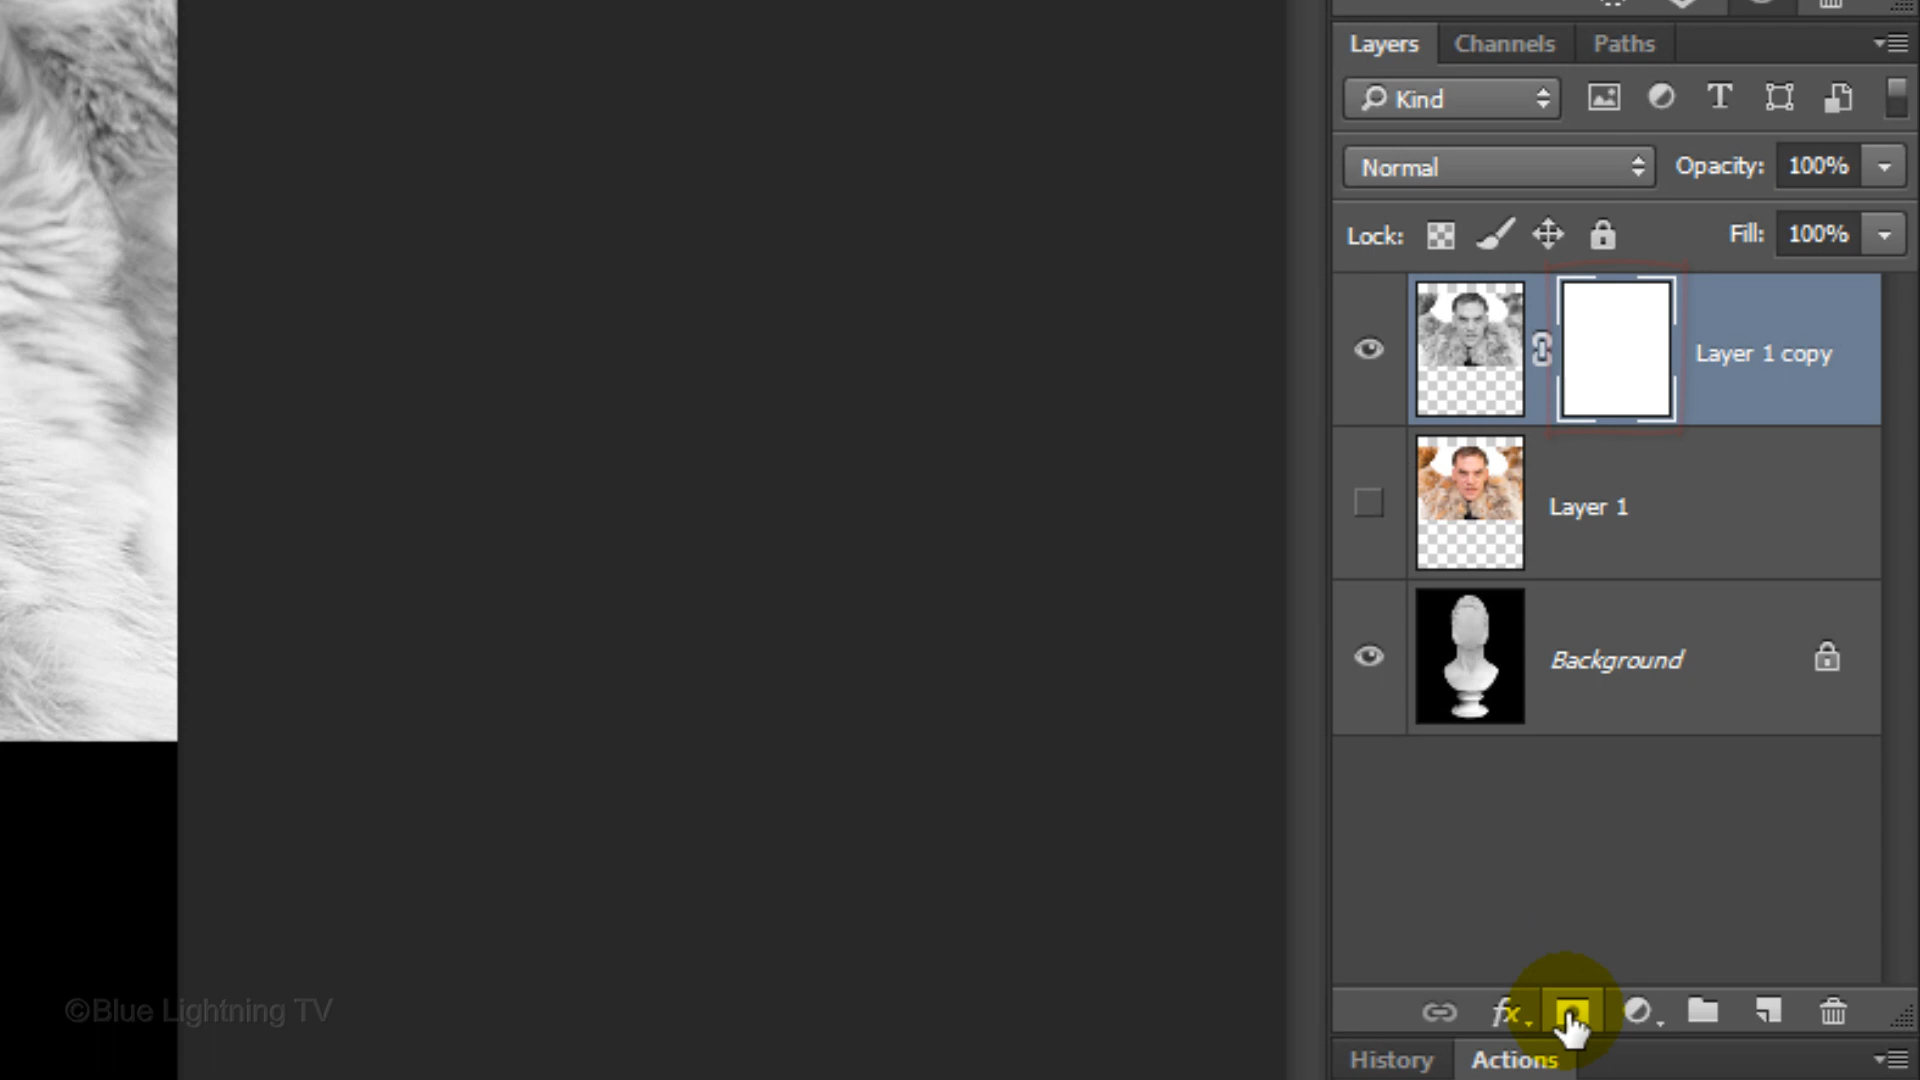 Layers Channels Paths
Kind
Normal Opacity: 100%
Lock: Fill: 100%
Layer 1 copy
Layer 1
Background
©Blue Lightning TV
fx
History Actions